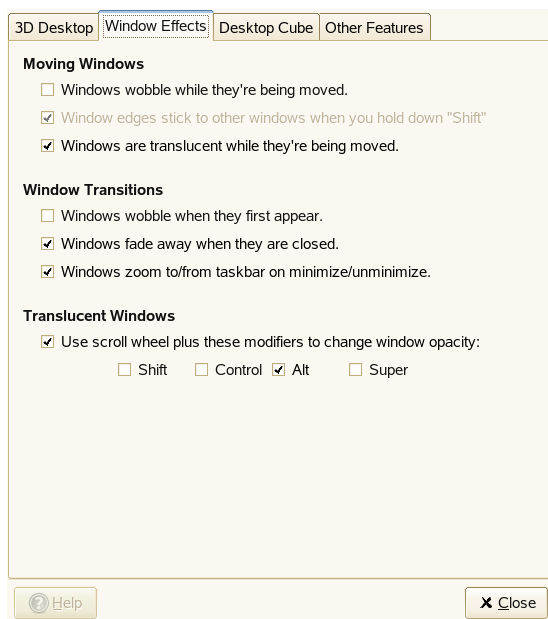 3D Desktop Window Effects Desktop Cube Other Features
Moving Windows
Windows wobble while they're being moved.
Window edges stick to other windows when you hold down "Shift"
Windows are translucent while they're being moved.
Window Transitions
Windows wobble when they first appear.
Windows fade away when they are closed.
Windows zoom to/from taskbar on minimize/unminimize.
Translucent Windows
Use scroll wheel plus these modifiers to change window opacity:
Shift Control Alt Super
Help Close